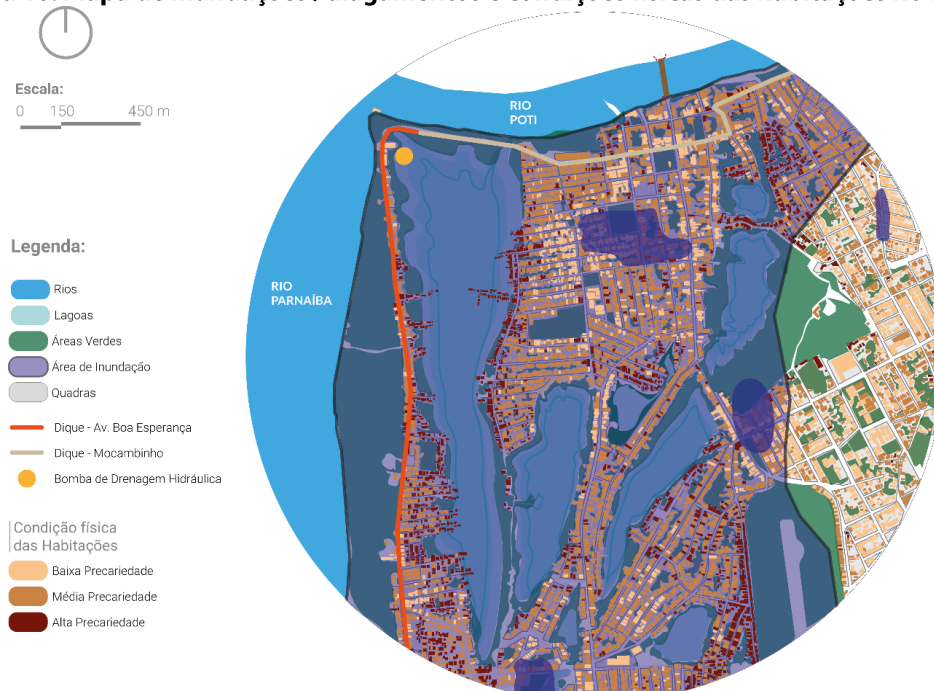 Escala:
0 150 450 m
RIO
POTI
RIO
PARNAÍBA
Legenda:
Rios
Lagoas
Áreas Verdes
Área de Inundação
Quadras
Dique - Av. Boa Esperança
Dique - Mocambinho
Bomba de Drenagem Hidráulica
Condição física
das Habitações
Baixa Precariedade
Média Precariedade
Alta Precariedade